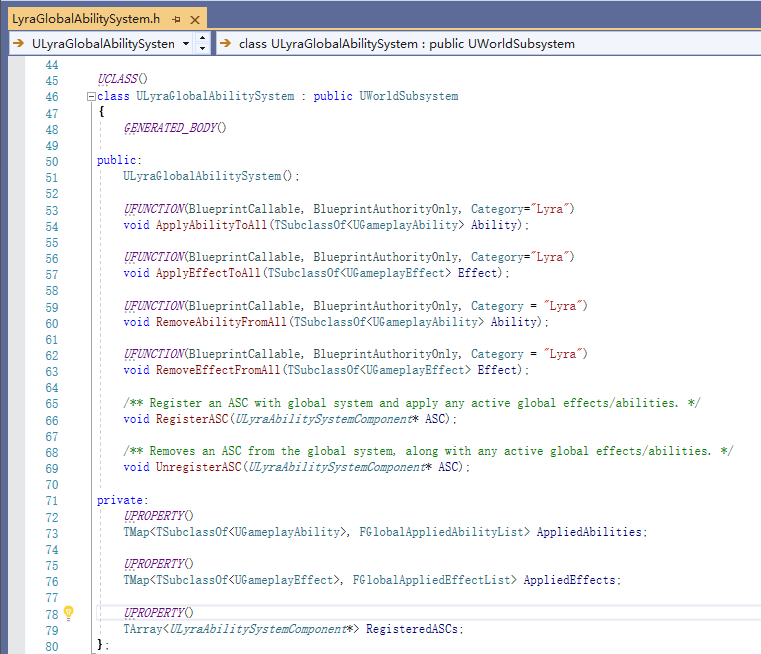 LyraGlobalAbilitySystem.h
ULyraGlobalAbilitySysten class ULyraGlobalAbilitySystem : public UWorldSubsystem
44
45 UCLASS()
46 class ULyraGlobalAbilitySystem : public UWorldSubsystem
47 {
48 GENERATED_BODY()
49
50 public:
51 ULyraGlobalAbilitySystem();
52
53 UFUNCTION(BlueprintCallable, BlueprintAuthorityOnly, Category="Lyra")
54 void ApplyAbilityToAll(TSubclassOf<UGameplayAbility> Ability);
55
56 UFUNCTION(BlueprintCallable, BlueprintAuthorityOnly, Category="Lyra")
57 void ApplyEffectToAll(TSubclassOf<UGameplayEffect> Effect);
58
59 UFUNCTION(BlueprintCallable, BlueprintAuthorityOnly, Category = "Lyra")
60 void RemoveAbilityFromAll(TSubclassOf<UGameplayAbility> Ability);
61
62 UFUNCTION(BlueprintCallable, BlueprintAuthorityOnly, Category = "Lyra")
63 void RemoveEffectFromAll(TSubclassOf<UGameplayEffect> Effect);
64
65 /** Register an ASC with global system and apply any active global effects/abilities. */
66 void RegisterASC(ULyraAbilitySystemComponent* ASC);
67
68 /** Removes an ASC from the global system, along with any active global effects/abilities. */
69 void UnregisterASC(ULyraAbilitySystemComponent* ASC);
70
71 private:
72 UPROPERTY()
73 TMap<TSubclassOf<UGameplayAbility>, FGlobalAppliedAbilityList> AppliedAbilities;
74
75 UPROPERTY()
76 TMap<TSubclassOf<UGameplayEffect>, FGlobalAppliedEffectList> AppliedEffects;
77
78 UPROPERTY()
79 TArray<ULyraAbilitySystemComponent*> RegisteredASCs;
80 };